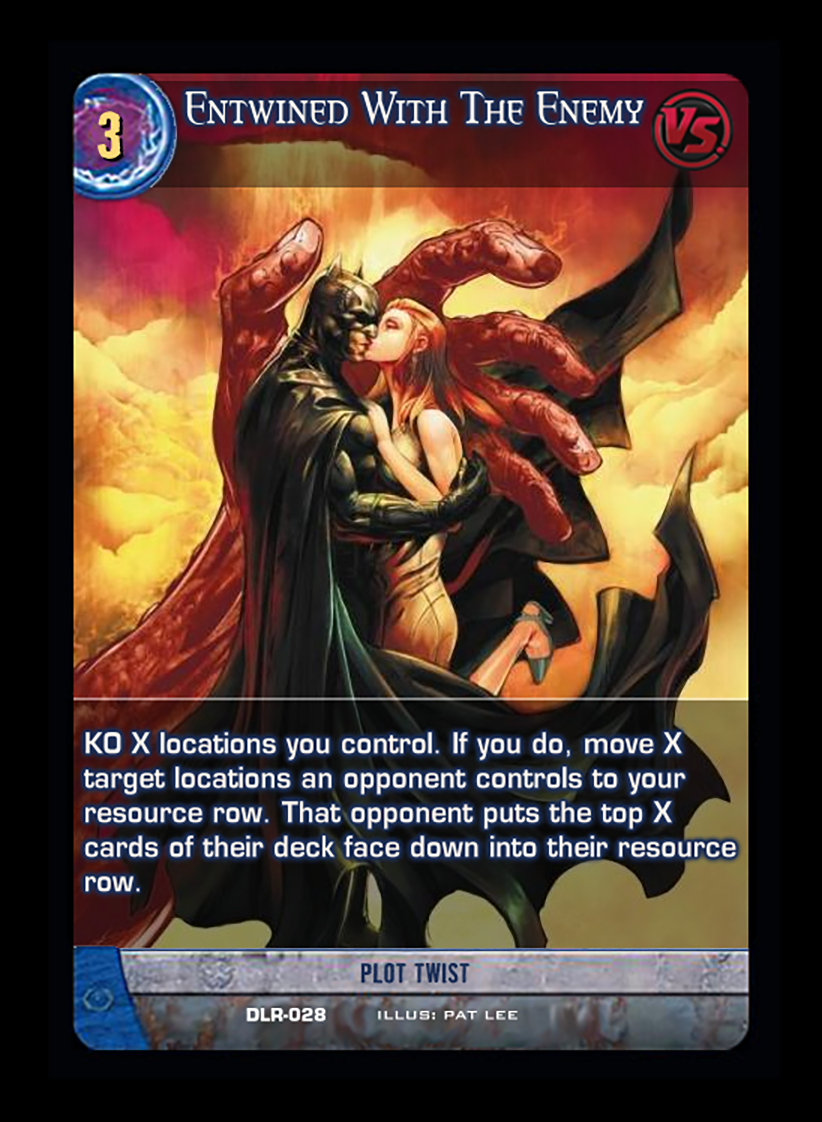 3
Entwined With The Enemy
VS.
KO X locations you control. If you do, move X
target locations an opponent controls to your
resource row. That opponent puts the top X
cards of their deck face down into their resource
row.
PLOT TWIST
DLR-028 ILLUS: PAT LEE